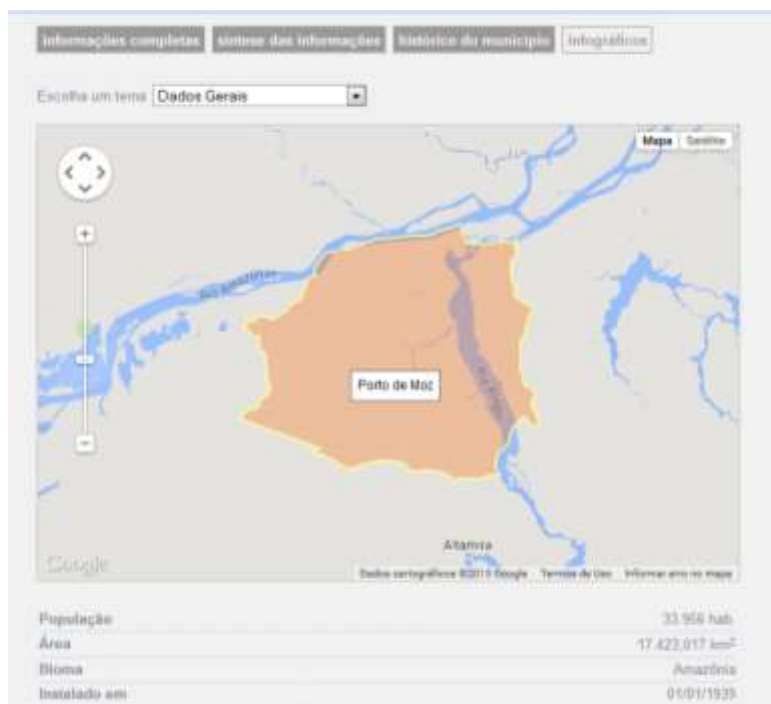 informações completas síntese das informações histórico do município infográficos
Escolha um tema Dados Gerais
Mapa Satélite
Rio Amazonas
Porto de Moz
Altamira
Google
Dados cartográficos Google Termos de Uso Informar erro no mapa
População 33.956 hab.
Área 17.423,017 km²
Bioma Amazônia
Instalado em 01/01/1939